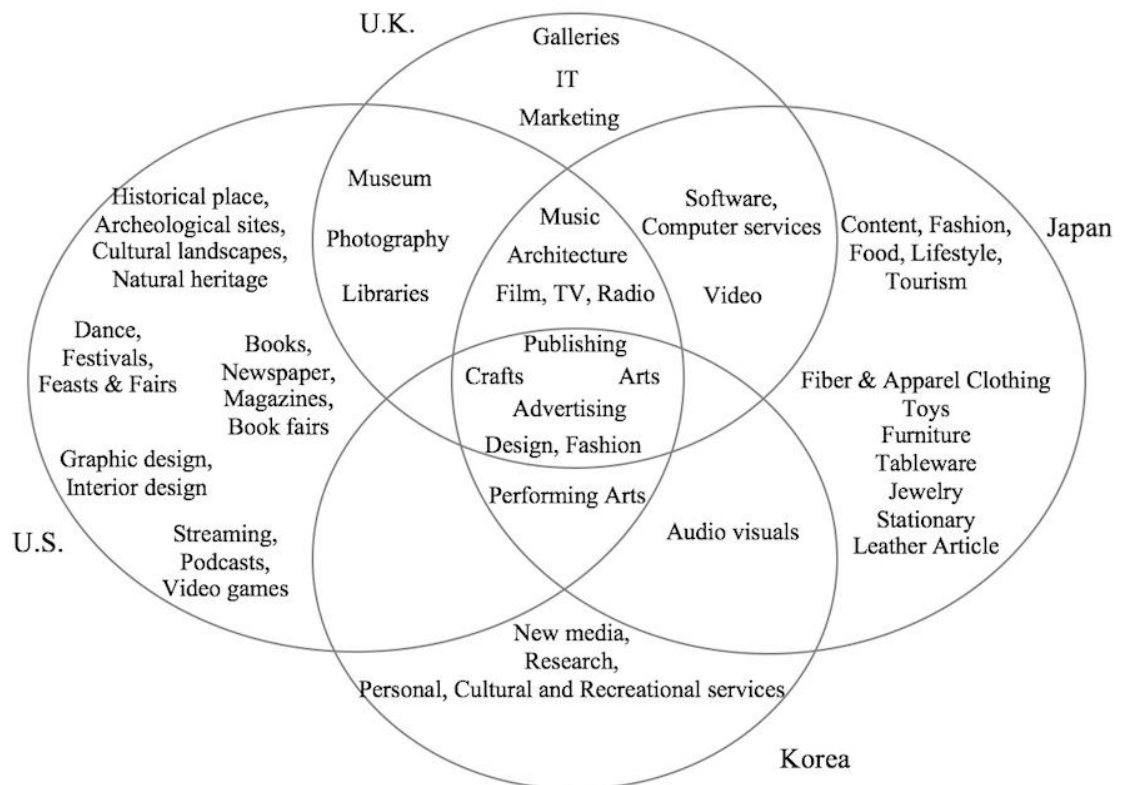 U.K.
Galleries
IT
Marketing
Museum
Photography
Libraries
Historical place,
Archeological sites,
Cultural landscapes,
Natural heritage
Music
Architecture
Film, TV, Radio
Software,
Computer services
Video
Content, Fashion,
Food, Lifestyle,
Tourism
Japan
Dance,
Festivals,
Feasts & Fairs
Books,
Newspaper,
Magazines,
Book fairs
Publishing
Crafts Arts
Advertising
Design, Fashion
Fiber & Apparel Clothing
Toys
Furniture
Tableware
Jewelry
Stationary
Leather Article
Graphic design,
Interior design
Performing Arts
Audio visuals
U.S.
Streaming,
Podcasts,
Video games
New media,
Research,
Personal, Cultural and Recreational services
Korea